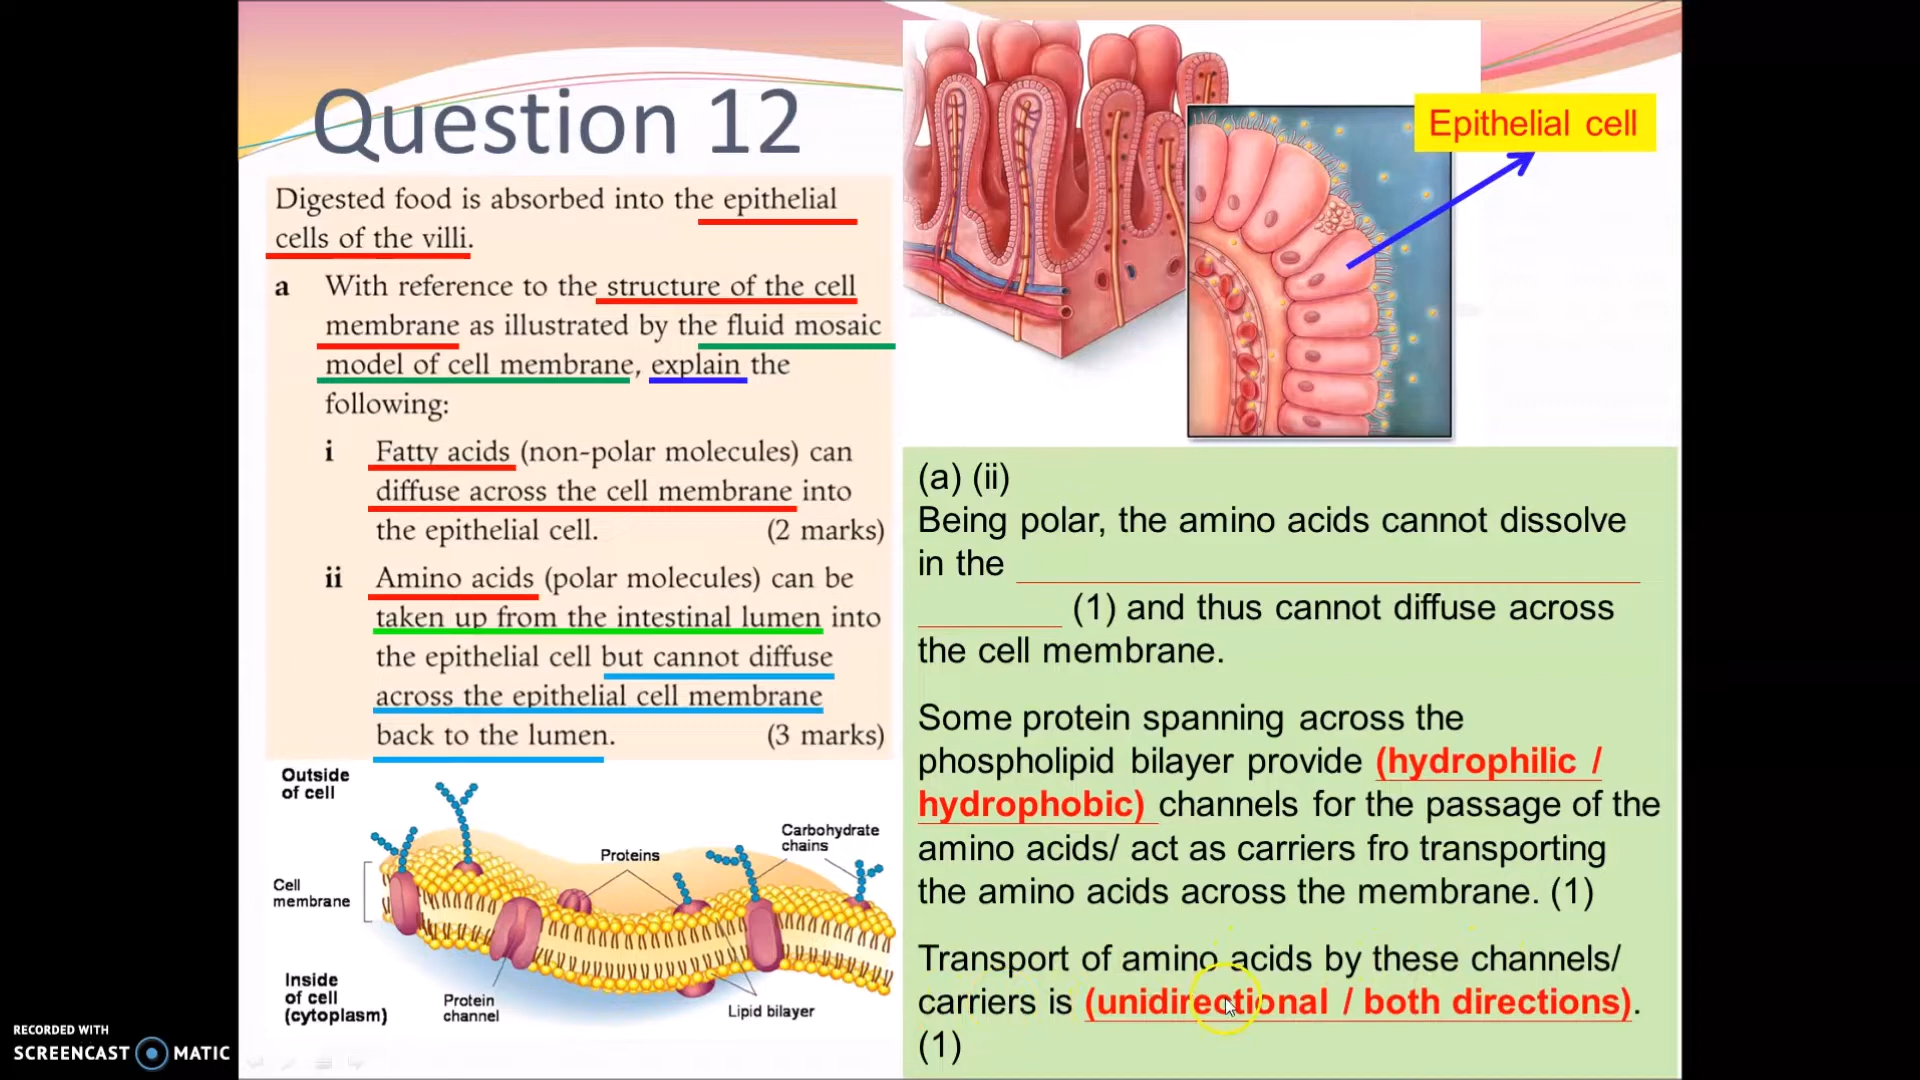 Question 12
Epithelial cell
Digested food is absorbed into the epithelial
cells of the villi.
a With reference to the structure of the cell
membrane as illustrated by the fluid mosaic
model of cell membrane, explain the
following:
i Fatty acids (non-polar molecules) can
diffuse across the cell membrane into
the epithelial cell. (2 marks)
ii Amino acids (polar molecules) can be
taken up from the intestinal lumen into
the epithelial cell but cannot diffuse
across the epithelial cell membrane
back to the lumen. (3 marks)
Outside
of cell
Carbohydrate
chains
Proteins
Cell
membrane
Inside
of cell
(cytoplasm)
Protein
channel
Lipid bilayer
(a) (ii)
Being polar, the amino acids cannot dissolve
in the
(1) and thus cannot diffuse across
the cell membrane.
Some protein spanning across the
phospholipid bilayer provide (hydrophilic /
hydrophobic) channels for the passage of the
amino acids/ act as carriers fro transporting
the amino acids across the membrane. (1)
Transport of amino acids by these channels/
carriers is (unidirectional / both directions).
(1)
RECORDED WITH
SCREENCAST MATIC